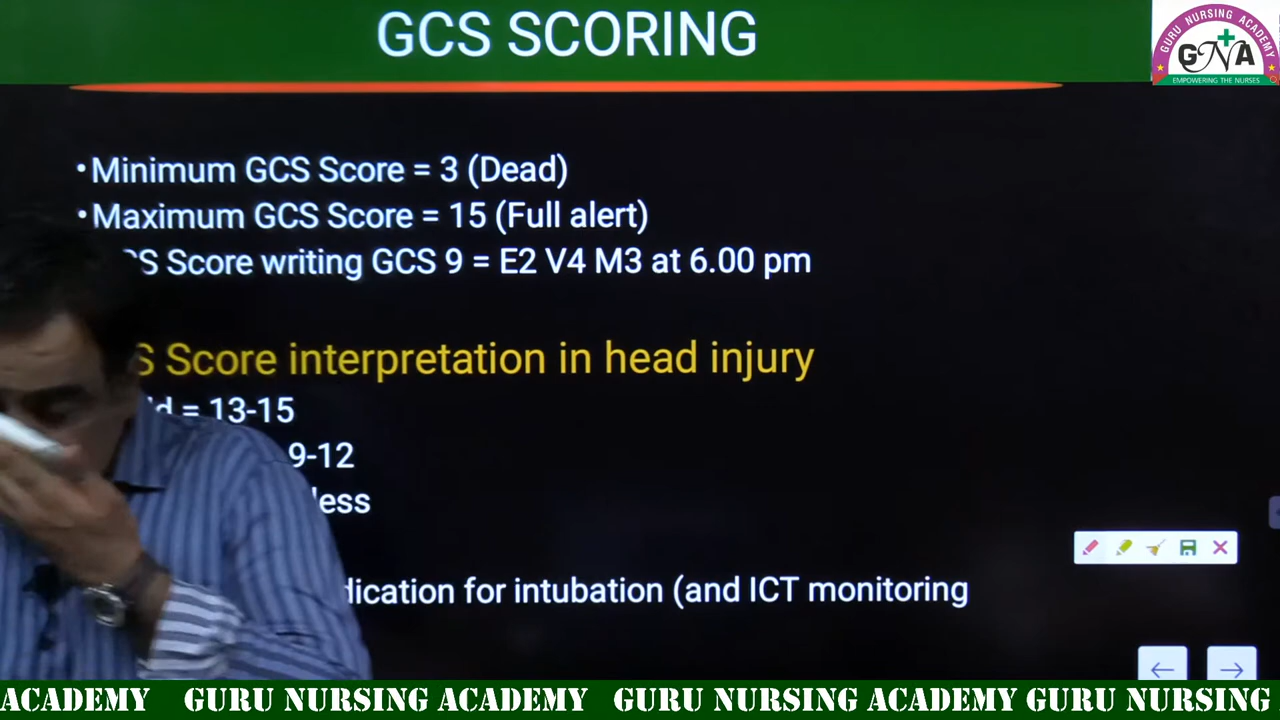 GCS SCORING
GURU NURSING ACADEMY
GNA
EMPOWERING THE NURSES
•Minimum GCS Score = 3 (Dead)
•Maximum GCS Score = 15 (Full alert)
S Score writing GCS 9 = E2 V4 M3 at 6.00 pm
S Score interpretation in head injury
d = 13-15
9-12
less
dication for intubation (and ICT monitoring
ACADEMY GURU NURSING ACADEMY GURU NURSING ACADEMY GURU NURSING